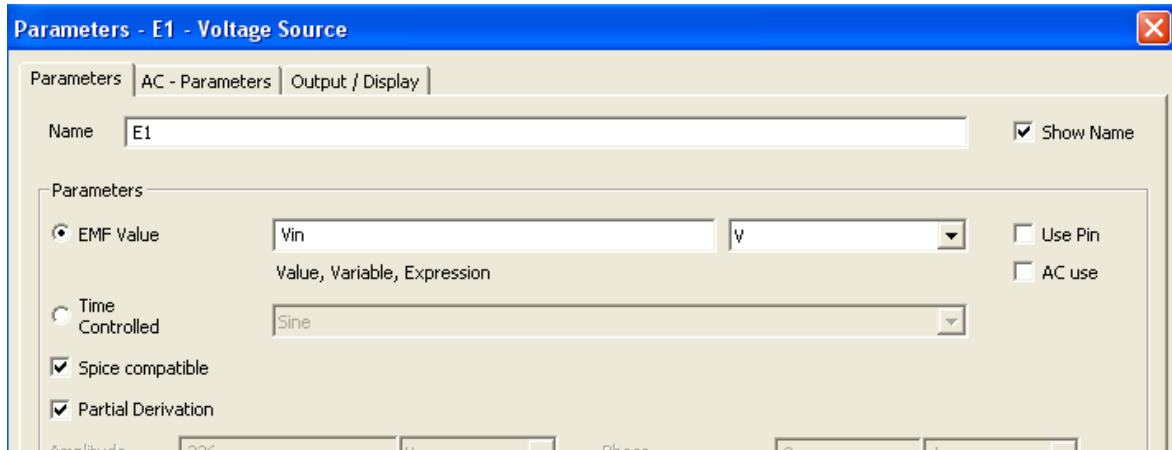 Parameters - E1 - Voltage Source
Parameters AC - Parameters Output / Display
Name E1 Show Name
Parameters
EMF Value Vin V Use Pin
Value, Variable, Expression AC use
Time
Controlled Sine
Spice compatible
Partial Derivation